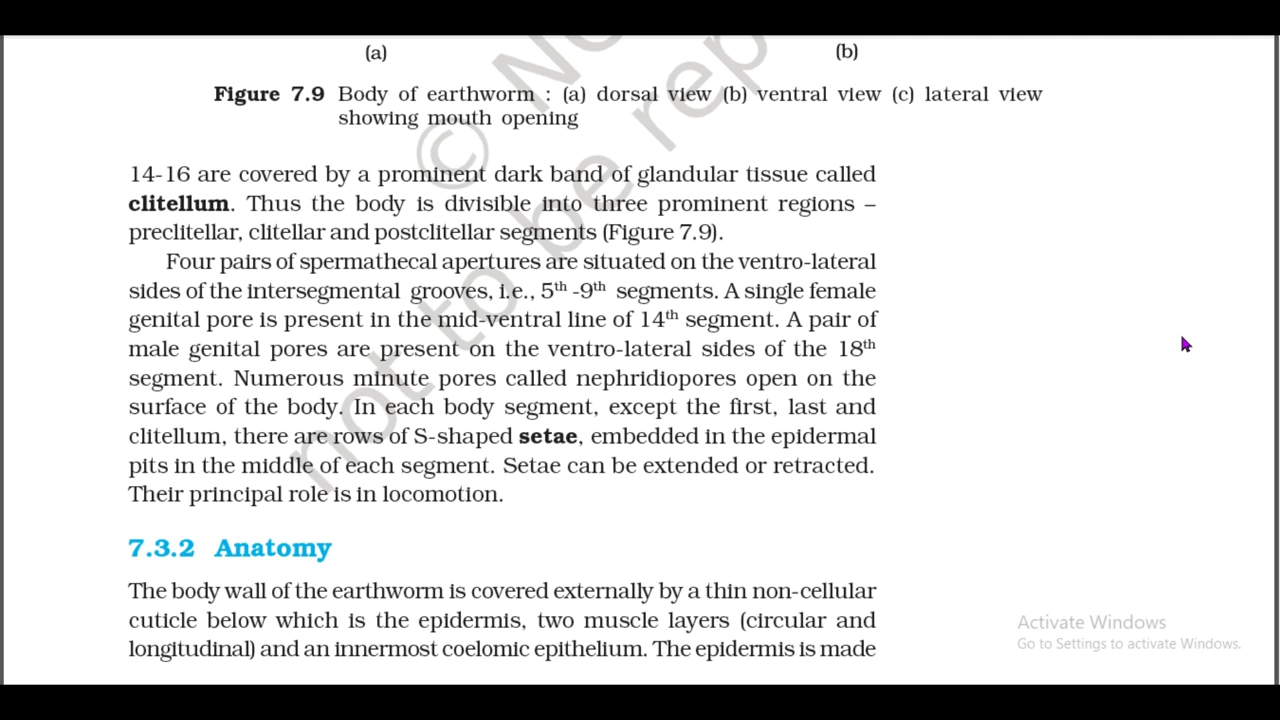 (a) (b)
Figure 7.9 Body of earthworm : (a) dorsal view (b) ventral view (c) lateral view
showing mouth opening
14-16 are covered by a prominent dark band of glandular tissue called
clitellum. Thus the body is divisible into three prominent regions –
preclitellar, clitellar and postclitellar segments (Figure 7.9).
Four pairs of spermathecal apertures are situated on the ventro-lateral
sides of the intersegmental grooves, i.e., 5th -9th segments. A single female
genital pore is present in the mid-ventral line of 14th segment. A pair of
male genital pores are present on the ventro-lateral sides of the 18th
segment. Numerous minute pores called nephridiopores open on the
surface of the body. In each body segment, except the first, last and
clitellum, there are rows of S-shaped setae, embedded in the epidermal
pits in the middle of each segment. Setae can be extended or retracted.
Their principal role is in locomotion.
7.3.2 Anatomy
The body wall of the earthworm is covered externally by a thin non-cellular
cuticle below which is the epidermis, two muscle layers (circular and
longitudinal) and an innermost coelomic epithelium. The epidermis is made
not to be rep
Activate Windows
Go to Settings to activate Windows.